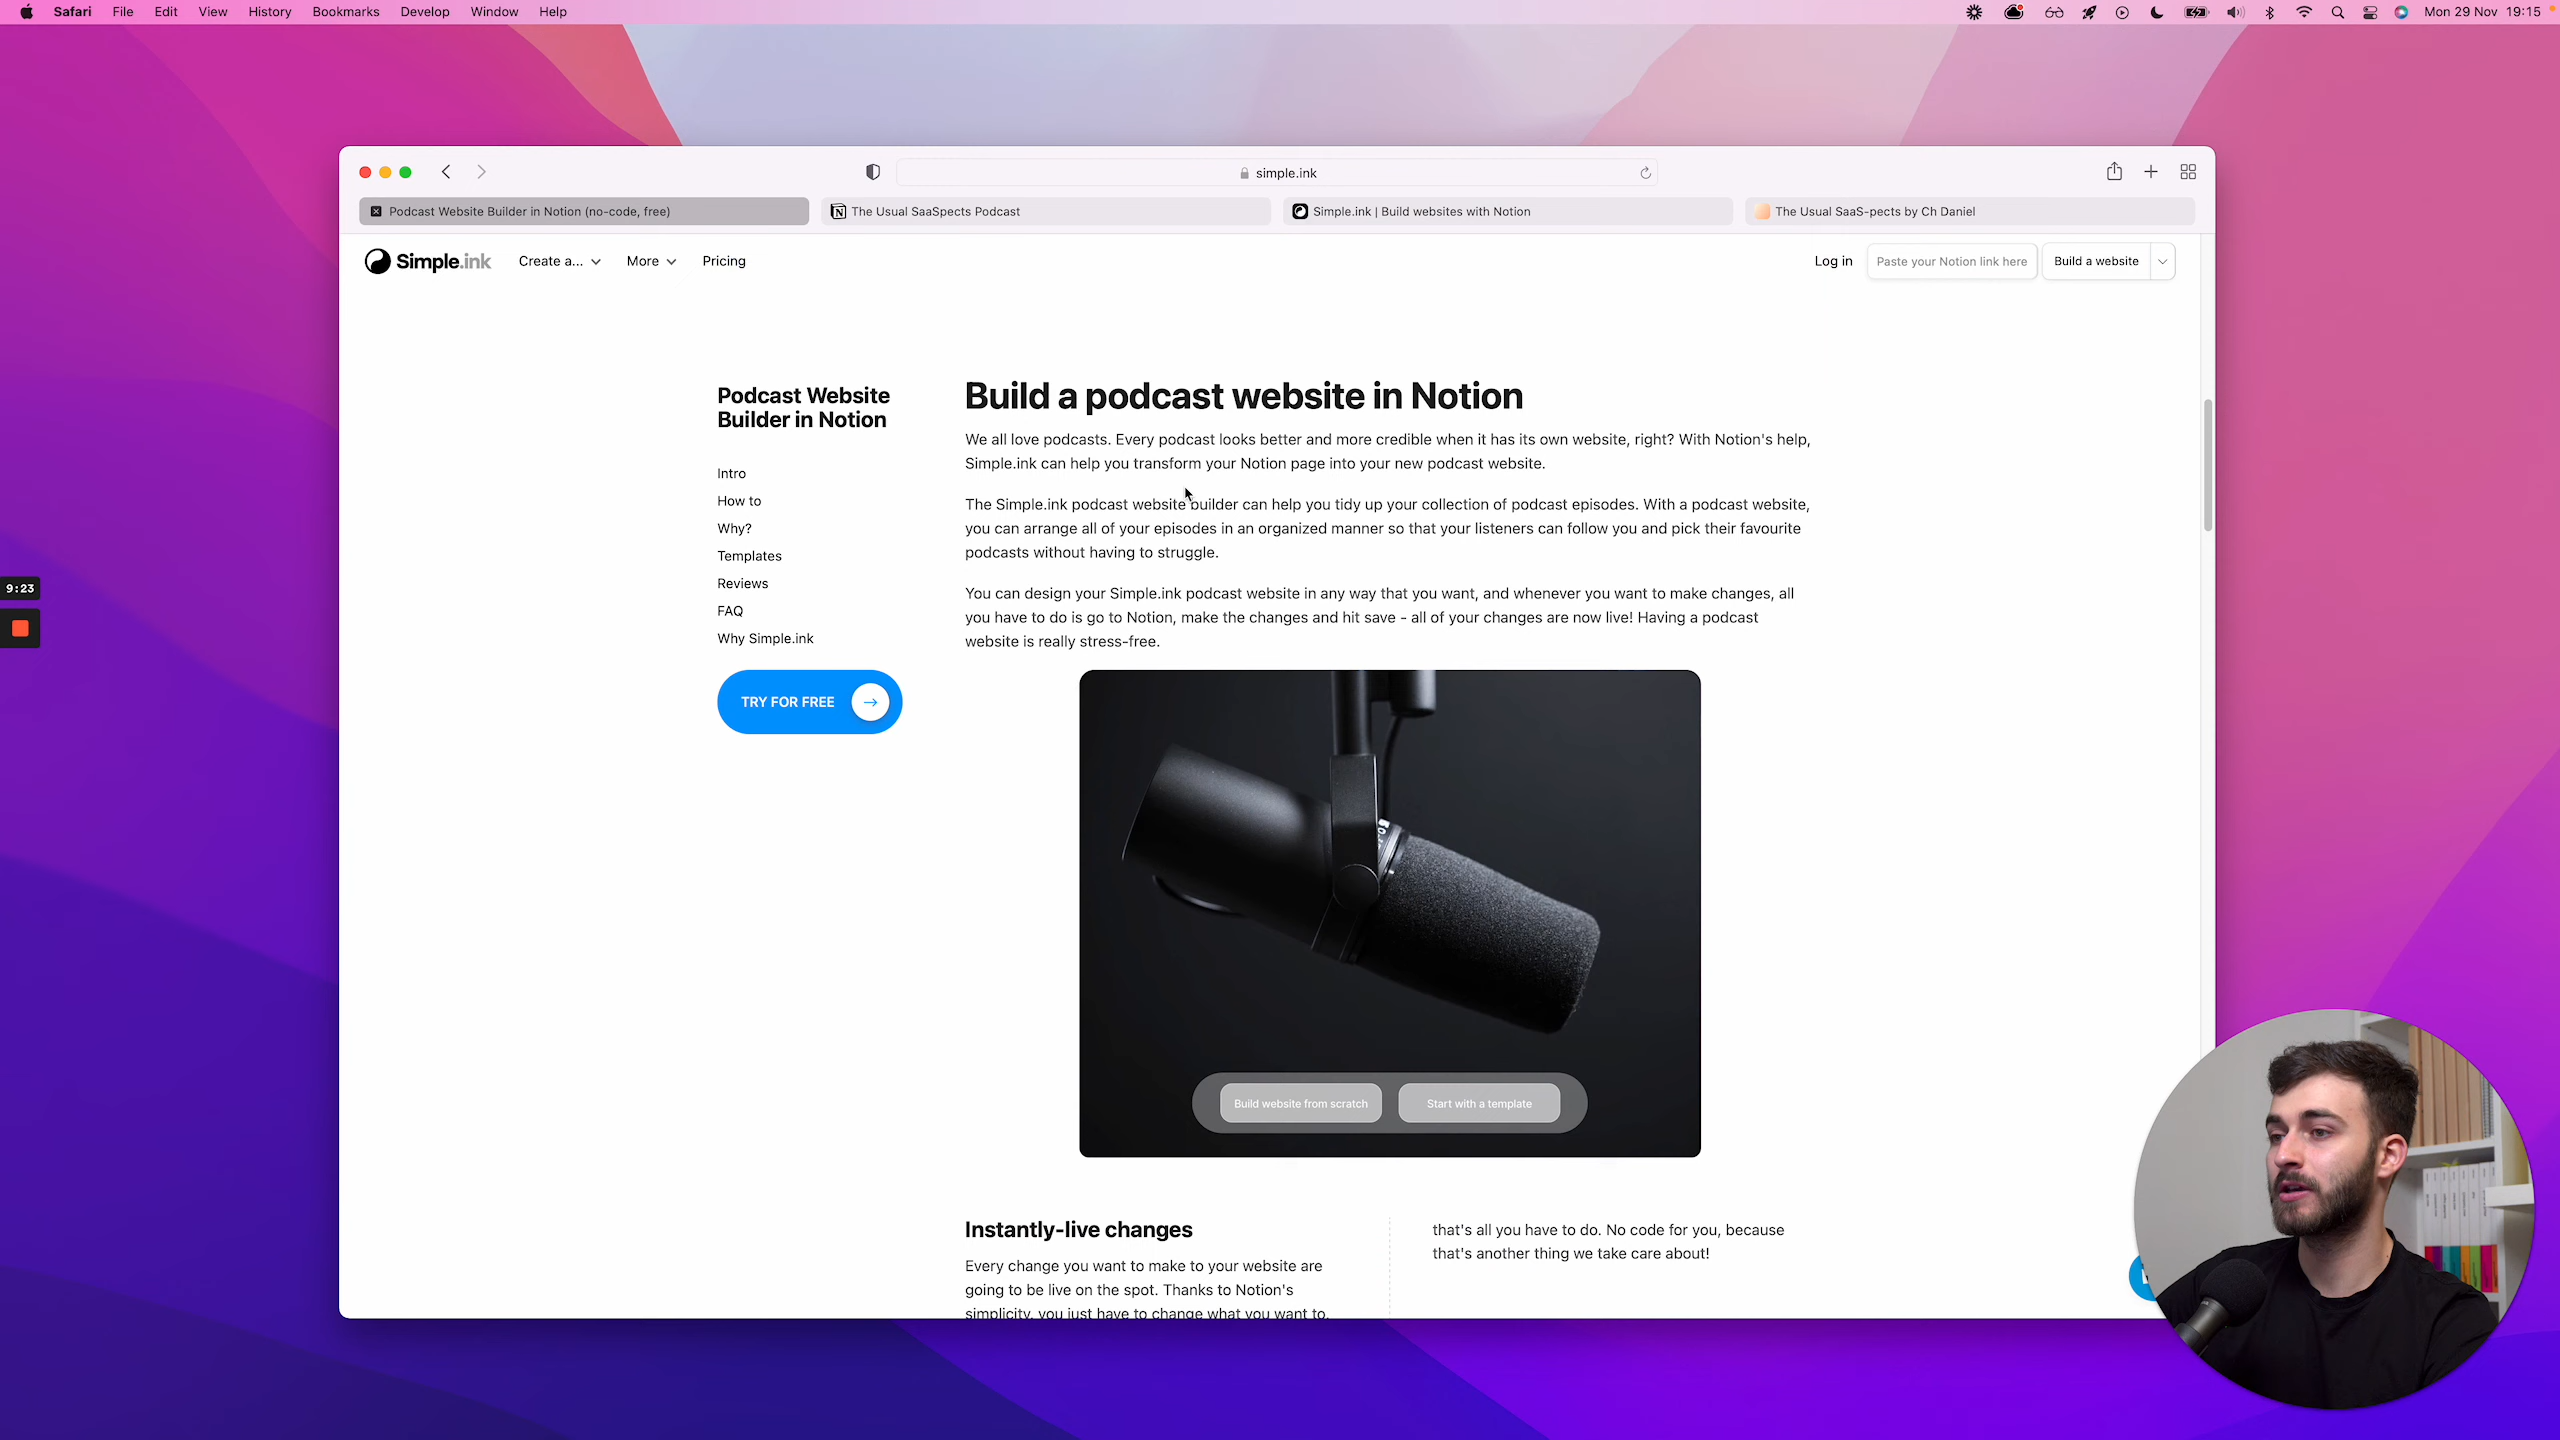 Safari File Edit View History Bookmarks Develop Window Help
Mon 29 Nov 19:15
simple.ink
Podcast Website Builder in Notion (no-code, free)
The Usual SaaSpects Podcast
Simple.ink | Build websites with Notion
The Usual SaaS-pects by Ch Daniel
Simple.ink
Create a...
More
Pricing
Log in
Paste your Notion link here
Build a website
9:23
Podcast Website
Builder in Notion
Intro
How to
Why?
Templates
Reviews
FAQ
Why Simple.ink
TRY FOR FREE
Build a podcast website in Notion
We all love podcasts. Every podcast looks better and more credible when it has its own website, right? With Notion's help,
Simple.ink can help you transform your Notion page into your new podcast website.
The Simple.ink podcast website builder can help you tidy up your collection of podcast episodes. With a podcast website,
you can arrange all of your episodes in an organized manner so that your listeners can follow you and pick their favourite
podcasts without having to struggle.
You can design your Simple.ink podcast website in any way that you want, and whenever you want to make changes, all
you have to do is go to Notion, make the changes and hit save - all of your changes are now live! Having a podcast
website is really stress-free.
Build website from scratch
Start with a template
Instantly-live changes
Every change you want to make to your website are
going to be live on the spot. Thanks to Notion's
simplicity, you just have to change what you want to,
that's all you have to do. No code for you, because
that's another thing we take care about!